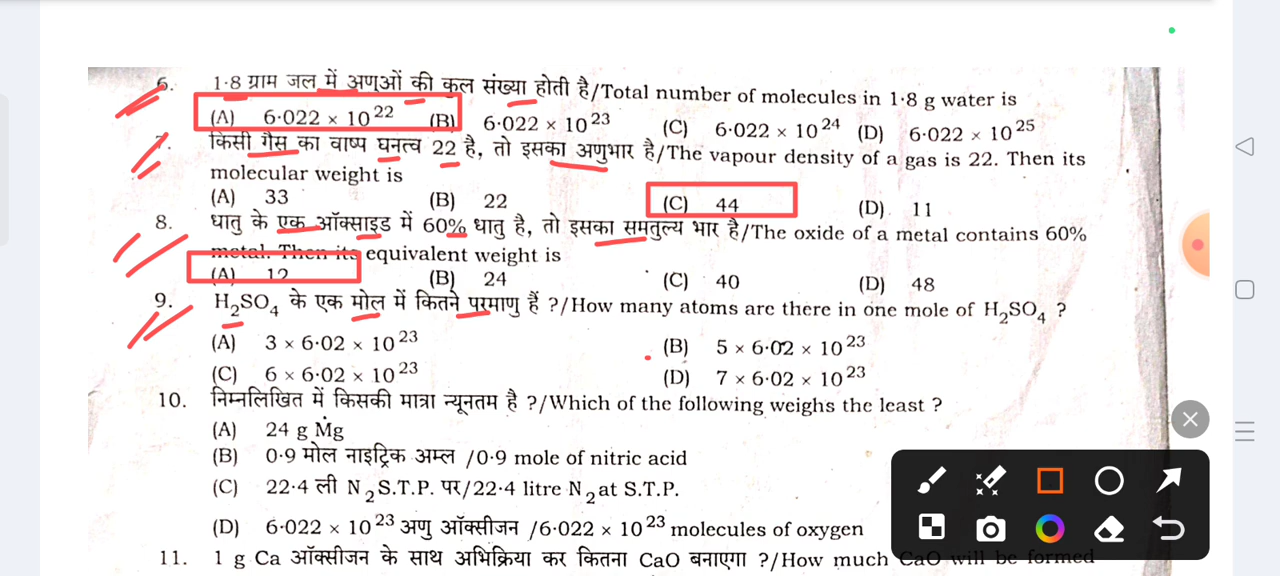 6. 1·8 ग्राम जल में अणुओं की कुल संख्या होती है/Total number of molecules in 1·8 g water is
(A) 6·022 × 10²² (B) 6·022 × 10²³ (C) 6·022 × 10²⁴ (D) 6·022 × 10²⁵
7. किसी गैस का वाष्प घनत्व 22 है, तो इसका अणुभार है/The vapour density of a gas is 22. Then its
molecular weight is
(A) 33 (B) 22 (C) 44 (D) 11
8. धातु के एक ऑक्साइड में 60% धातु है, तो इसका समतुल्य भार है/The oxide of a metal contains 60%
metal. Then its equivalent weight is
(A) 12 (B) 24 (C) 40 (D) 48
9. H₂SO₄ के एक मोल में कितने परमाणु हैं ?/How many atoms are there in one mole of H₂SO₄ ?
(A) 3 × 6·02 × 10²³ (B) 5 × 6·02 × 10²³
(C) 6 × 6·02 × 10²³ (D) 7 × 6·02 × 10²³
10. निम्नलिखित में किसकी मात्रा न्यूनतम है ?/Which of the following weighs the least ?
(A) 24 g Mg
(B) 0·9 मोल नाइट्रिक अम्ल /0·9 mole of nitric acid
(C) 22·4 ली N₂ S.T.P. पर/22·4 litre N₂ at S.T.P.
(D) 6·022 × 10²³ अणु ऑक्सीजन /6·022 × 10²³ molecules of oxygen
11. 1 g Ca ऑक्सीजन के साथ अभिक्रिया कर कितना CaO बनाएगा ?/How much CaO will be formed